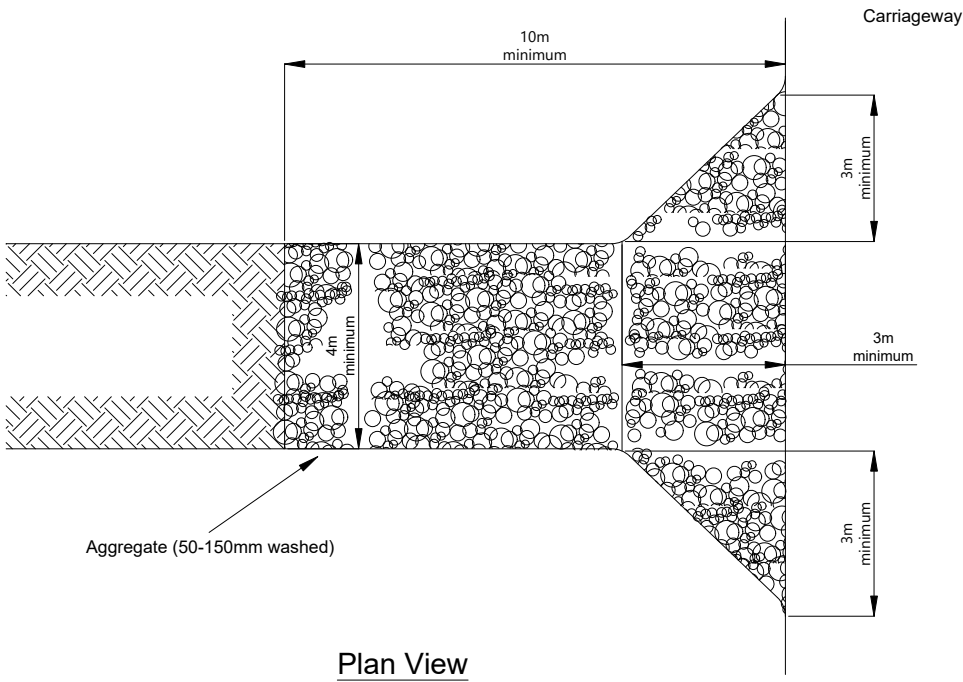 Carriageway
10m
minimum
3m
minimum
4m
minimum
3m
minimum
Aggregate (50-150mm washed)
3m
minimum
Plan View